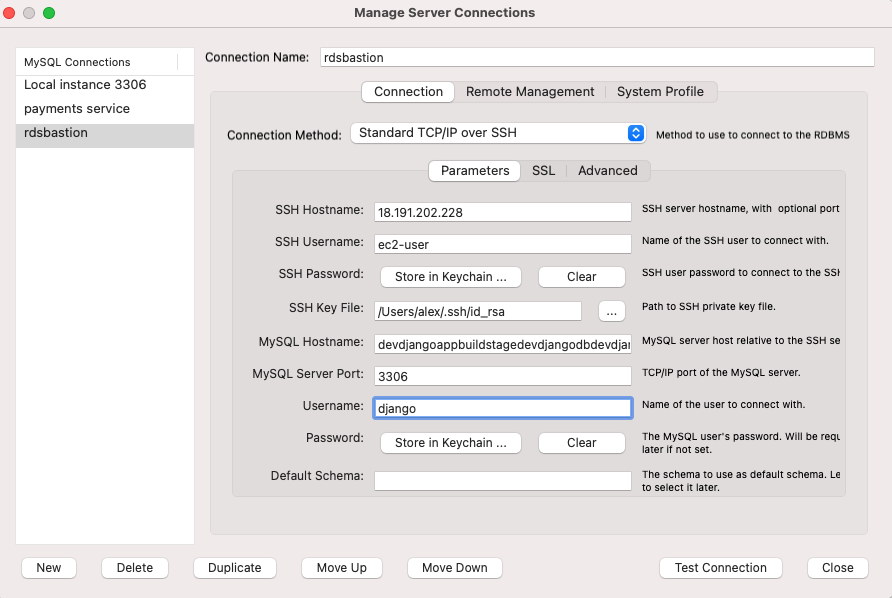 Manage Server Connections
MySQL Connections
Local instance 3306
payments service
rdsbastion
Connection Name: rdsbastion
Connection Remote Management System Profile
Connection Method: Standard TCP/IP over SSH Method to use to connect to the RDBMS
Parameters SSL Advanced
SSH Hostname: 18.191.202.228 SSH server hostname, with optional port
SSH Username: ec2-user Name of the SSH user to connect with.
SSH Password: Store in Keychain ... Clear SSH user password to connect to the SSH
SSH Key File: /Users/alex/.ssh/id_rsa ... Path to SSH private key file.
MySQL Hostname: devdjangoappbuildstagedevdjangodbdevdjan MySQL server host relative to the SSH se
MySQL Server Port: 3306 TCP/IP port of the MySQL server.
Username: django Name of the user to connect with.
Password: Store in Keychain ... Clear The MySQL user's password. Will be requ
later if not set.
Default Schema: The schema to use as default schema. Le
to select it later.
New Delete Duplicate Move Up Move Down Test Connection Close